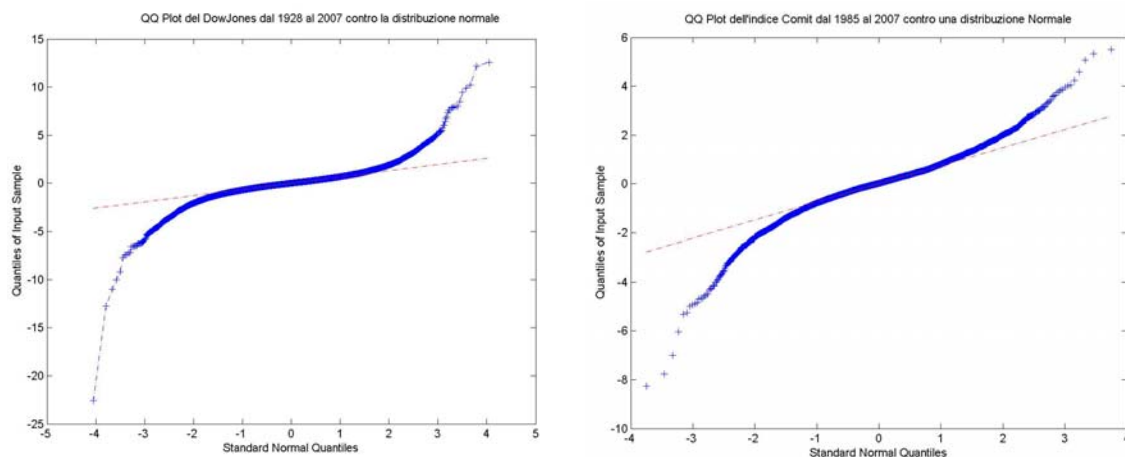 QQ Plot del DowJones dal 1928 al 2007 contro la distribuzione normale
15
10
5
0
-5
-10
-15
-20
-25
Quantiles of Input Sample
-5 -4 -3 -2 -1 0 1 2 3 4 5
Standard Normal Quantiles
QQ Plot dell'indice Comit dal 1985 al 2007 contro una distribuzione Normale
6
4
2
0
-2
-4
-6
-8
-10
Quantiles of Input Sample
-4 -3 -2 -1 0 1 2 3 4
Standard Normal Quantiles